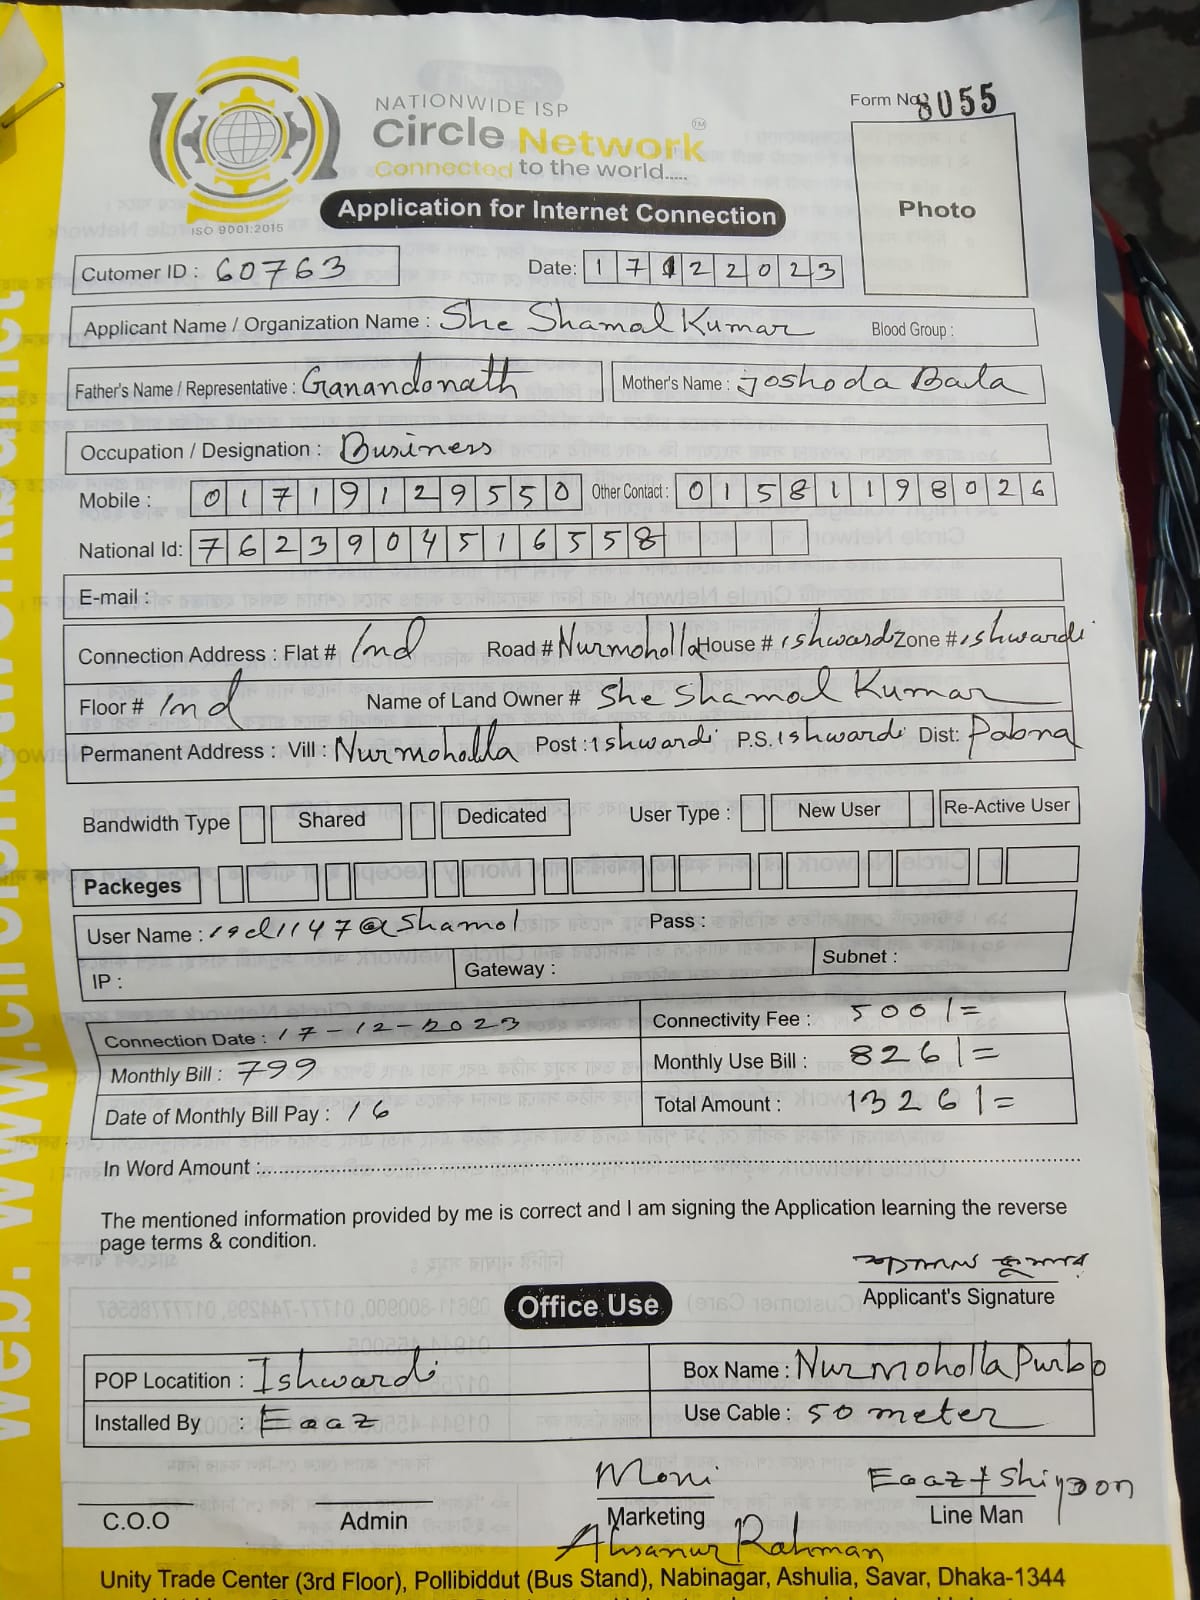 NATIONWIDE ISP
Circle Network TM
Connected to the world.....
ISO 9001:2015
Form No 8055
Photo
Application for Internet Connection
Cutomer ID : 60763 Date: 17122023
Applicant Name / Organization Name : She Shamal Kumar Blood Group :
Father's Name / Representative : Ganandonath Mother's Name : joshoda Bala
Occupation / Designation : Business
Mobile : 01719129550 Other Contact : 01581198026
National Id: 7623904516558
E-mail :
Connection Address : Flat # Ind Road # Nurmoholla House # ishwardi Zone # ishwardi
Floor # Ind Name of Land Owner # She Shamal Kumar
Permanent Address : Vill : Nurmoholla Post : ishwardi P.S. ishwardi Dist: Pabna
Bandwidth Type Shared Dedicated User Type : New User Re-Active User
Packeges
User Name : isd1147@Shamol Pass :
IP : Gateway : Subnet :
Connection Date : 17-12-2023 Connectivity Fee : 500/=
Monthly Bill : 799 Monthly Use Bill : 826/=
Date of Monthly Bill Pay : 16 Total Amount : 1326/=
In Word Amount :
The mentioned information provided by me is correct and I am signing the Application learning the reverse
page terms & condition.
শ্যামল কুমার
Applicant's Signature
Office Use
POP Locatition : Ishwardi Box Name : Nurmoholla Purbo
Installed By : Eaaz Use Cable : 50 meter
Moni Eaaz + Shiyoon
C.O.O Admin Marketing Line Man
Ahsanur Rahman
Unity Trade Center (3rd Floor), Pollibiddut (Bus Stand), Nabinagar, Ashulia, Savar, Dhaka-1344